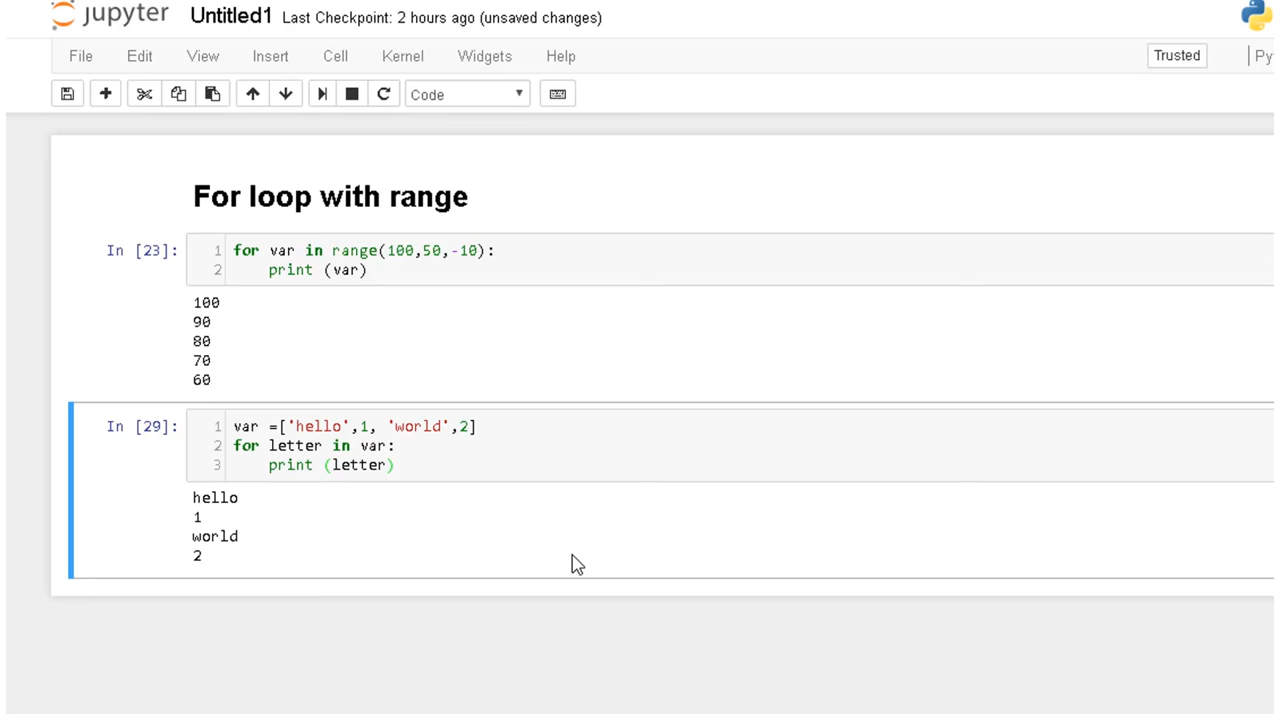 jupyter Untitled1 Last Checkpoint: 2 hours ago (unsaved changes)
File Edit View Insert Cell Kernel Widgets Help Trusted Py
Code
For loop with range
In [23]: 1 for var in range(100,50,-10):
2 print (var)
100
90
80
70
60
In [29]: 1 var =['hello',1, 'world',2]
2 for letter in var:
3 print (letter)
hello
1
world
2